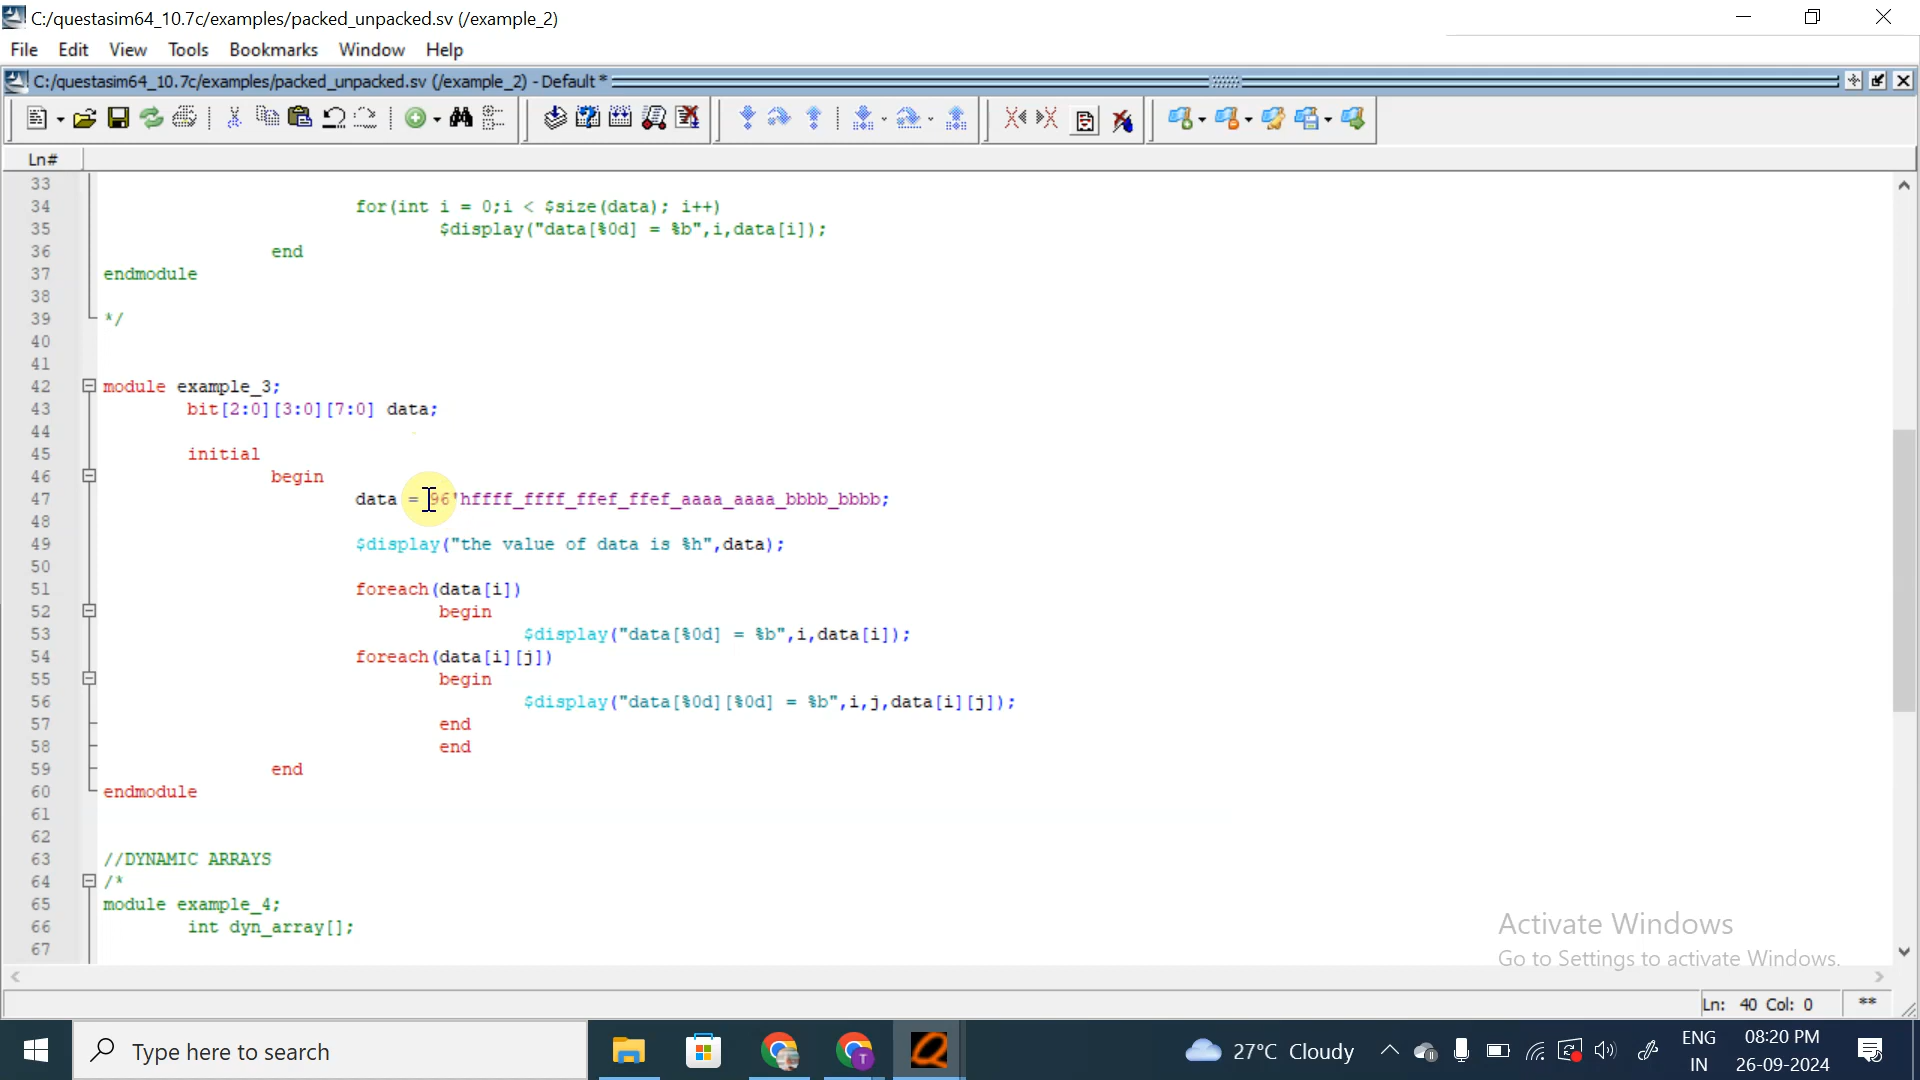 C:/questasim64_10.7c/examples/packed_unpacked.sv (/example_2)
File Edit View Tools Bookmarks Window Help
C:/questasim64_10.7c/examples/packed_unpacked.sv (/example_2) - Default *
Ln#
33
34 for(int i = 0;i < $size(data); i++)
35 $display("data[%0d] = %b",i,data[i]);
36 end
37 endmodule
38
39 */
40
41
42 module example_3;
43 bit[2:0][3:0][7:0] data;
44
45 initial
46 begin
47 data = 96'hffff_ffff_ffef_ffef_aaaa_aaaa_bbbb_bbbb;
48
49 $display("the value of data is %h",data);
50
51 foreach(data[i])
52 begin
53 $display("data[%0d] = %b",i,data[i]);
54 foreach(data[i][j])
55 begin
56 $display("data[%0d][%0d] = %b",i,j,data[i][j]);
57 end
58 end
59 end
60 endmodule
61
62
63 //DYNAMIC ARRAYS
64 /*
65 module example_4;
66 int dyn_array[];
67
Activate Windows
Go to Settings to activate Windows.
Ln: 40 Col: 0 **
Type here to search
T
27°C Cloudy
ENG
IN
08:20 PM
26-09-2024